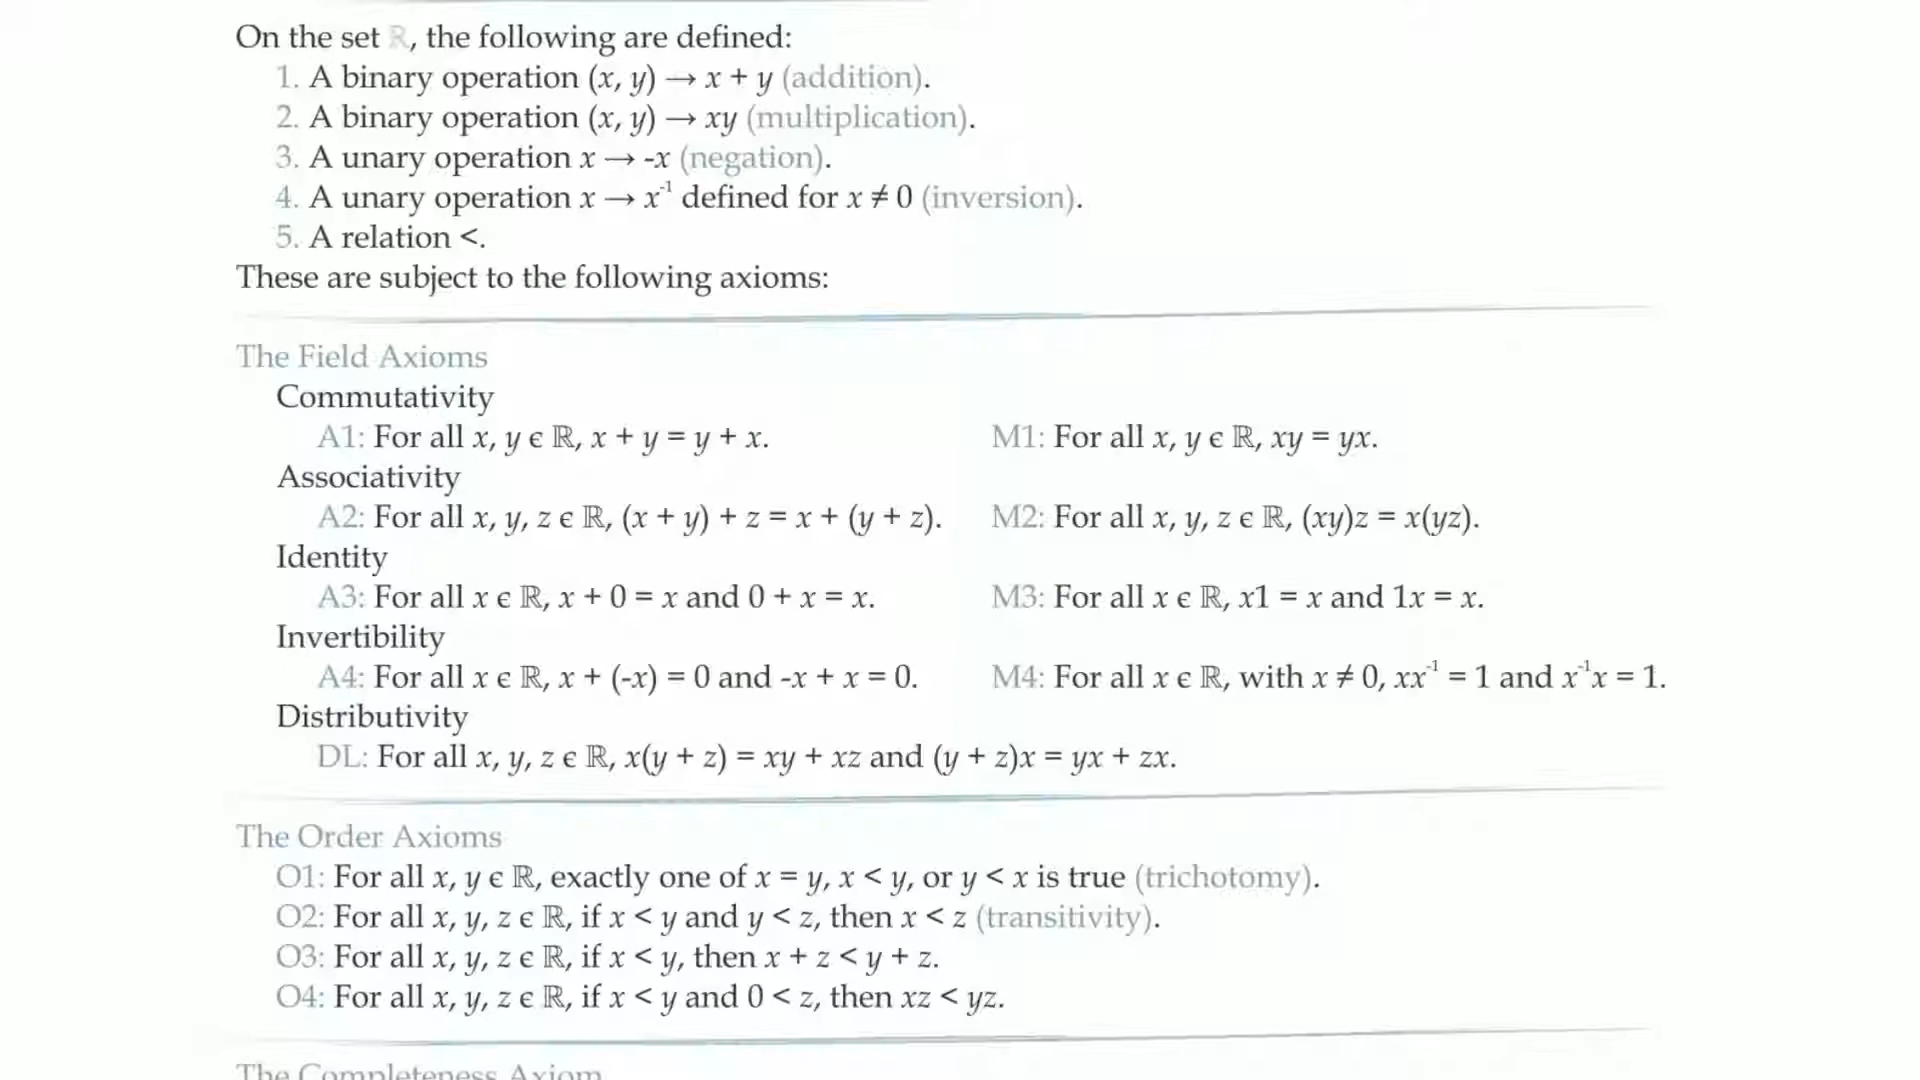 On the set ℝ, the following are defined:
1. A binary operation (x, y) → x + y (addition).
2. A binary operation (x, y) → xy (multiplication).
3. A unary operation x → -x (negation).
4. A unary operation x → x⁻¹ defined for x ≠ 0 (inversion).
5. A relation <.
These are subject to the following axioms:
The Field Axioms
Commutativity
A1: For all x, y ϵ ℝ, x + y = y + x. M1: For all x, y ϵ ℝ, xy = yx.
Associativity
A2: For all x, y, z ϵ ℝ, (x + y) + z = x + (y + z). M2: For all x, y, z ϵ ℝ, (xy)z = x(yz).
Identity
A3: For all x ϵ ℝ, x + 0 = x and 0 + x = x. M3: For all x ϵ ℝ, x1 = x and 1x = x.
Invertibility
A4: For all x ϵ ℝ, x + (-x) = 0 and -x + x = 0. M4: For all x ϵ ℝ, with x ≠ 0, xx⁻¹ = 1 and x⁻¹x = 1.
Distributivity
DL: For all x, y, z ϵ ℝ, x(y + z) = xy + xz and (y + z)x = yx + zx.
The Order Axioms
O1: For all x, y ϵ ℝ, exactly one of x = y, x < y, or y < x is true (trichotomy).
O2: For all x, y, z ϵ ℝ, if x < y and y < z, then x < z (transitivity).
O3: For all x, y, z ϵ ℝ, if x < y, then x + z < y + z.
O4: For all x, y, z ϵ ℝ, if x < y and 0 < z, then xz < yz.
The Completeness Axiom